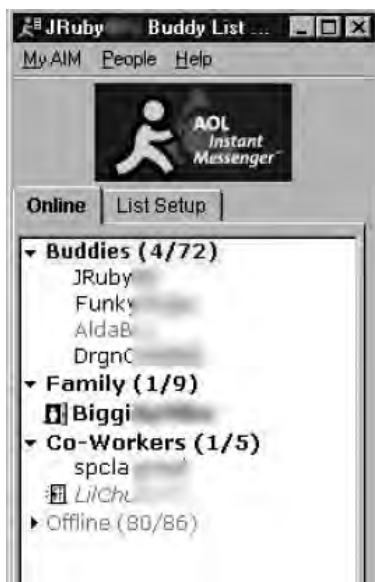 JRuby Buddy List ...
My AIM People Help
AOL
Instant
Messenger
Online List Setup
Buddies (4/72)
JRuby
Funky
AldaB
DrgnC
Family (1/9)
Biggi
Co-Workers (1/5)
spcla
LilChu
Offline (80/86)